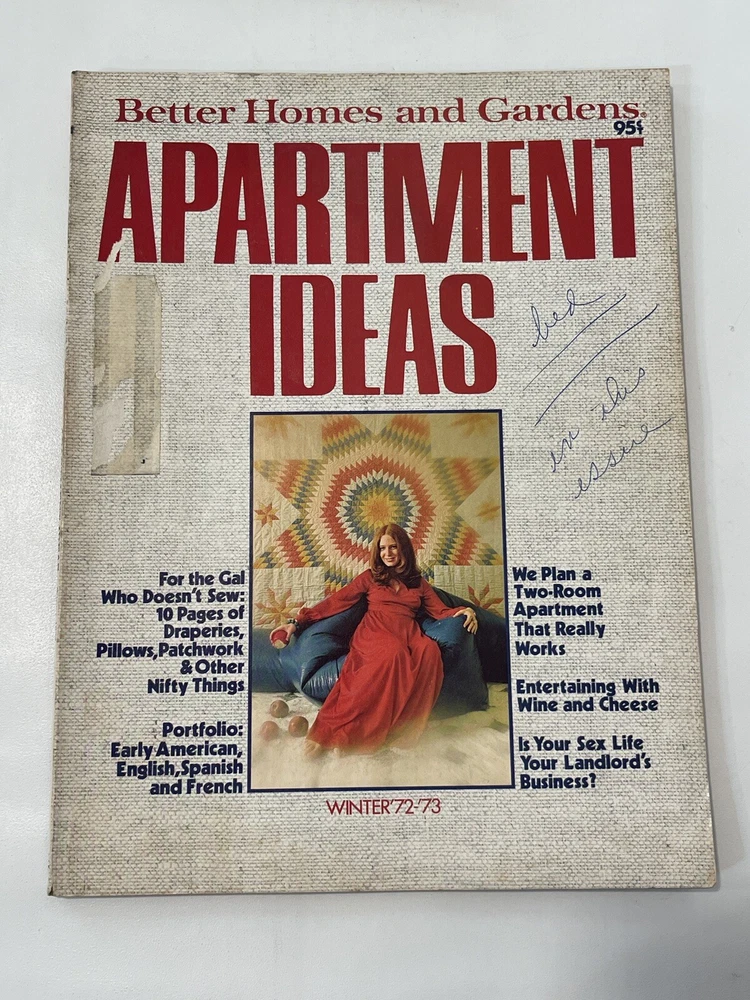 Better Homes and Gardens®
95¢
APARTMENT
IDEAS
bed
in this
issue
For the Gal
Who Doesn't Sew:
10 Pages of
Draperies,
Pillows, Patchwork
& Other
Nifty Things
Portfolio:
Early American,
English, Spanish
and French
We Plan a
Two-Room
Apartment
That Really
Works
Entertaining With
Wine and Cheese
Is Your Sex Life
Your Landlord's
Business?
WINTER '72-'73